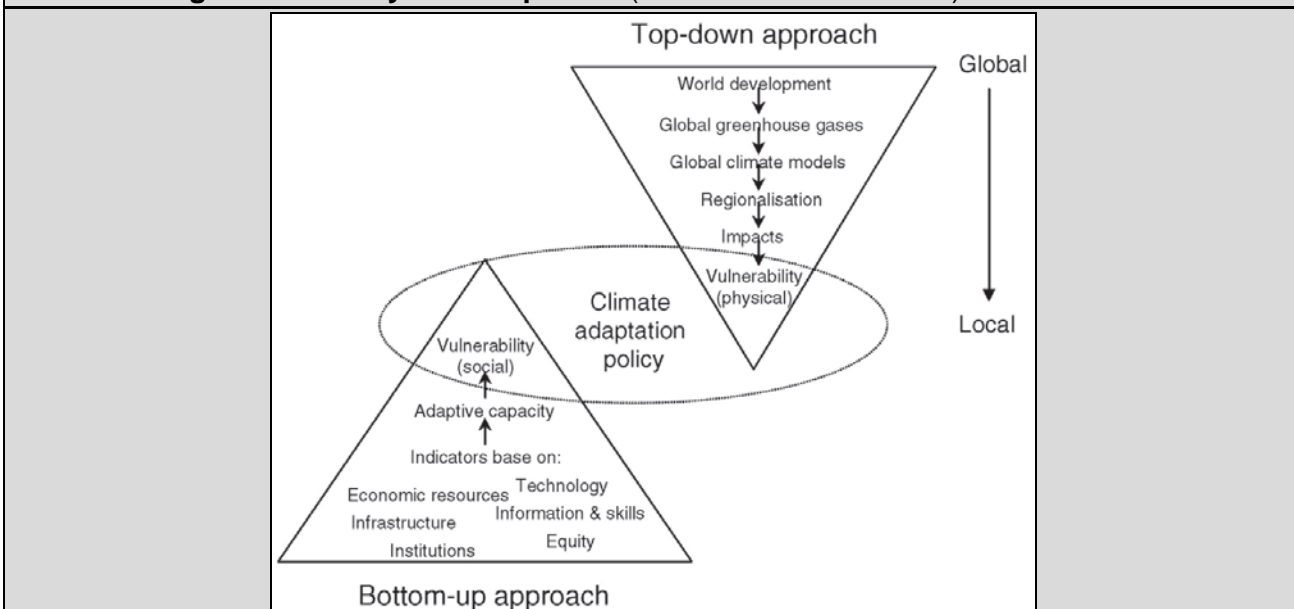 Top-down approach
Global
World development
Global greenhouse gases
Global climate models
Regionalisation
Impacts
Vulnerability
(physical)
Local
Climate
adaptation
policy
Vulnerability
(social)
Adaptive capacity
Indicators base on:
Economic resources
Technology
Infrastructure
Information & skills
Institutions
Equity
Bottom-up approach